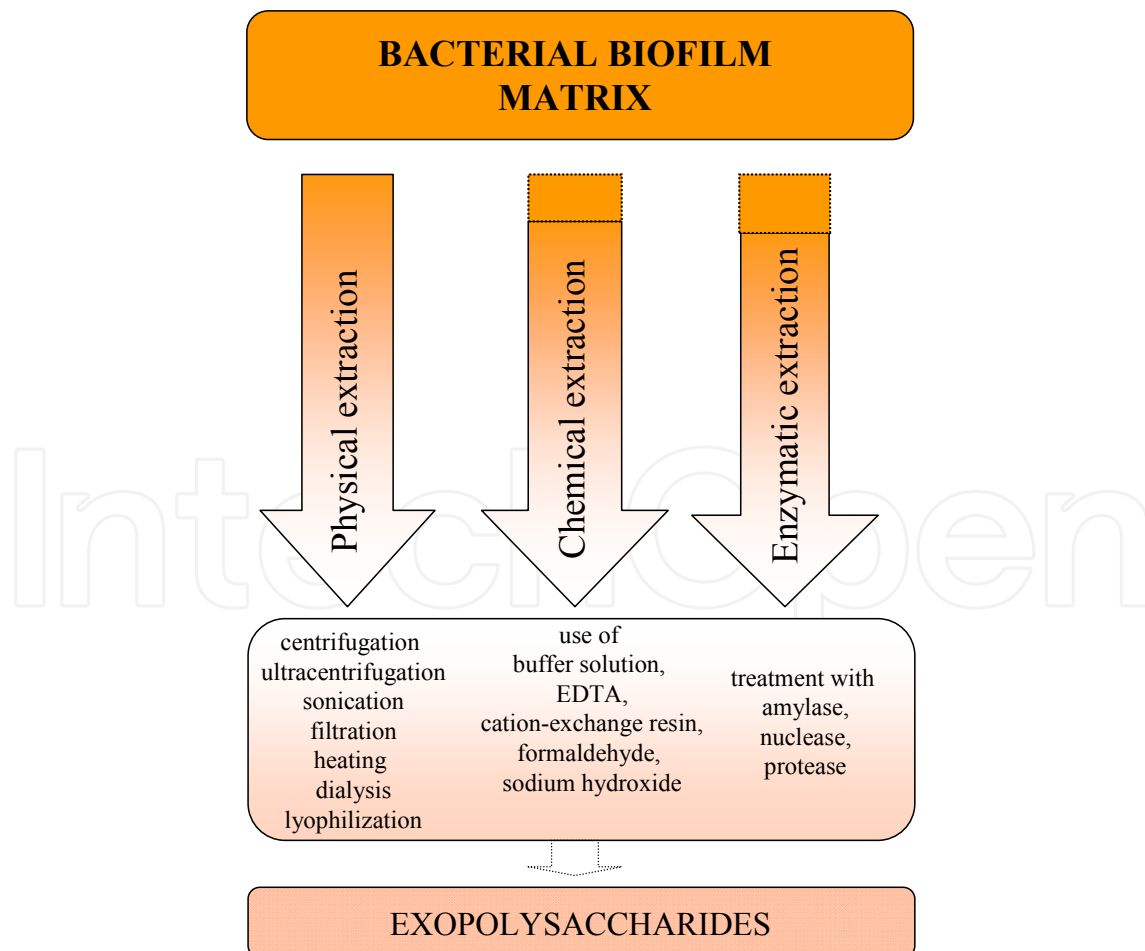 BACTERIAL BIOFILM
MATRIX
Physical extraction
Chemical extraction
Enzymatic extraction
IntechOpen
centrifugation
ultracentrifugation
sonication
filtration
heating
dialysis
lyophilization
use of
buffer solution,
EDTA,
cation-exchange resin,
formaldehyde,
sodium hydroxide
treatment with
amylase,
nuclease,
protease
EXOPOLYSACCHARIDES